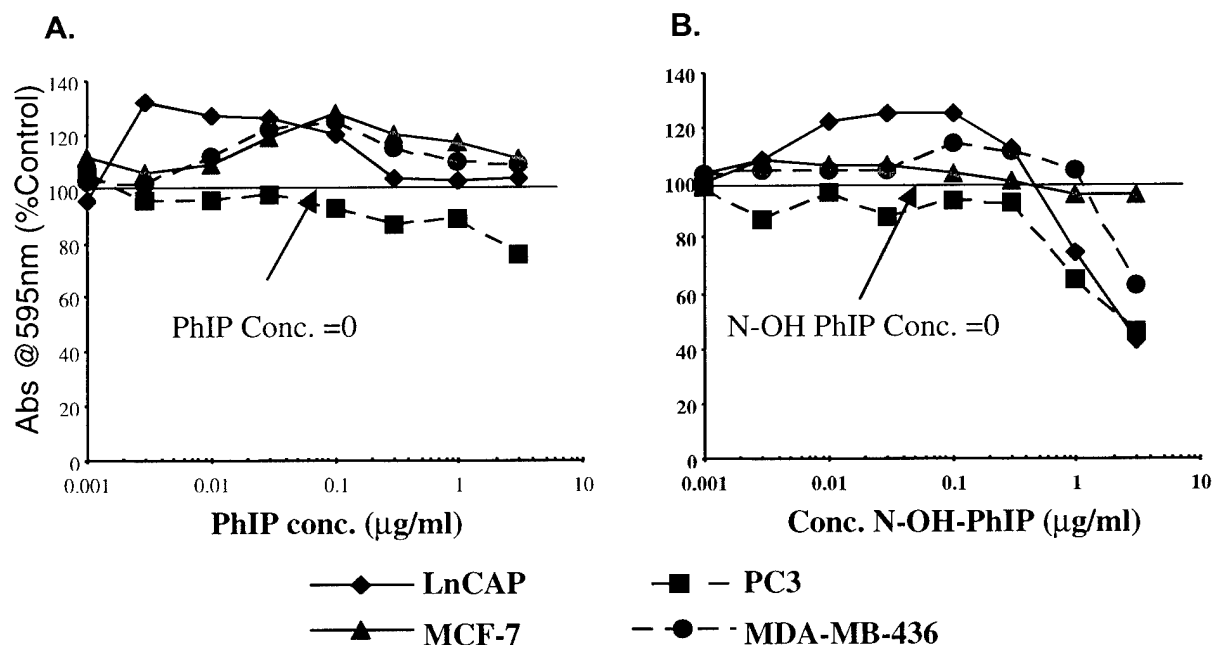 A.
B.
Abs @595nm (%Control)
140
120
100
80
60
40
20
0
0.001
0.01
0.1
1
10
PhIP Conc. =0
PhIP conc. (µg/ml)
140
120
100
80
60
40
20
0
0.001
0.01
0.1
1
10
N-OH PhIP Conc. =0
Conc. N-OH-PhIP (µg/ml)
LnCAP
PC3
MCF-7
MDA-MB-436